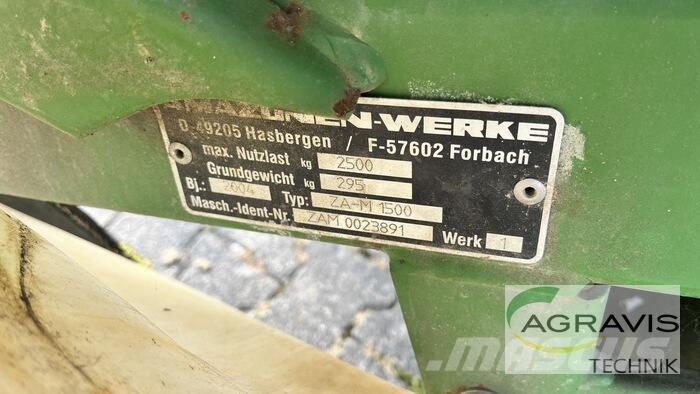 AMAZONEN-WERKE
D-49205 Hasbergen / F-57602 Forbach
max. Nutzlast kg 2500
Grundgewicht kg 295
Bj.: 2004 Typ: ZA-M 1500
Masch.-Ident-Nr. ZAM 0023891 Werk 1
AGRAVIS
TECHNIK
MASCUS